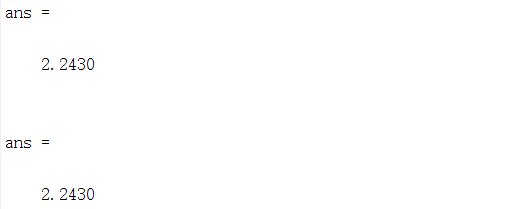 ans =
2.2430
ans =
2.2430